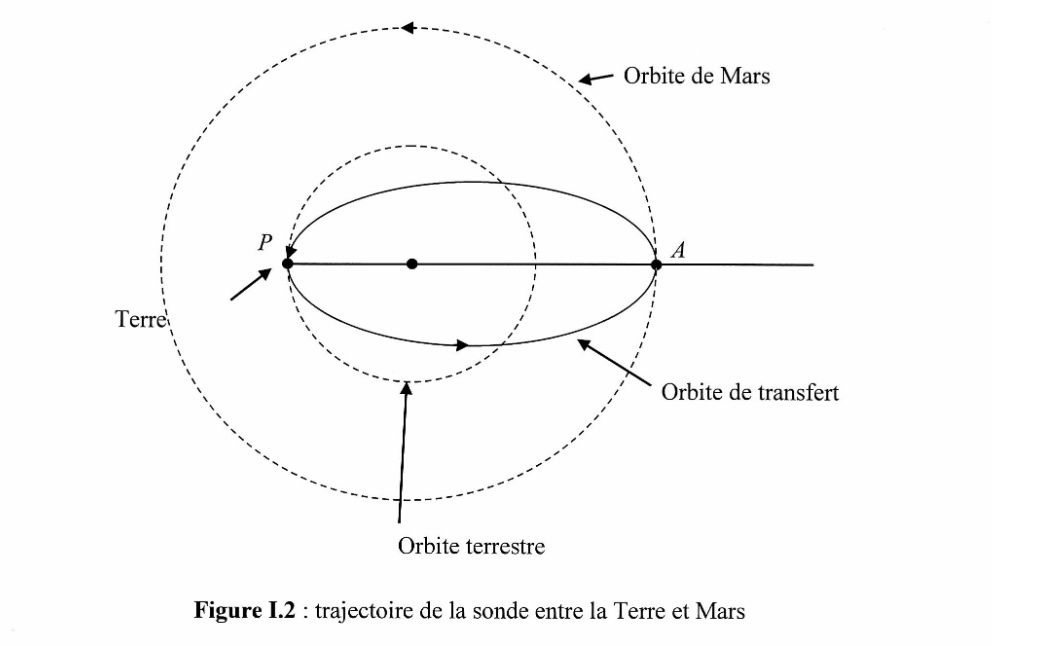 Orbite de Mars
P
A
Terre
Orbite de transfert
Orbite terrestre
Figure I.2 : trajectoire de la sonde entre la Terre et Mars